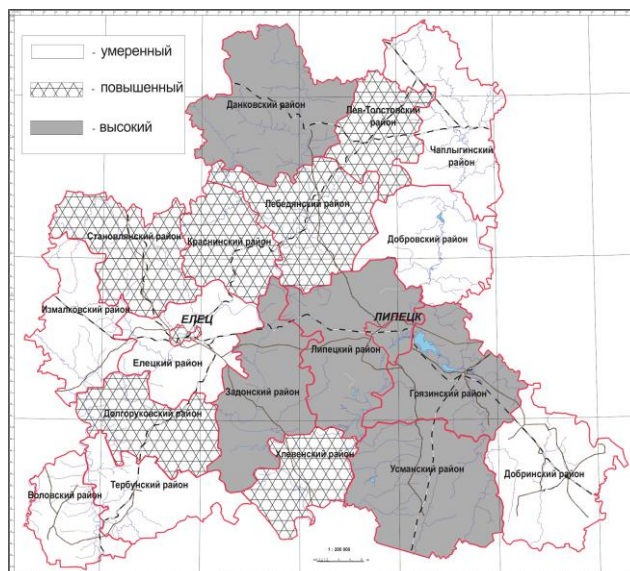 - умеренный
- повышенный
- высокий
Данковский район
Лев-Толстовский
район
Чаплыгинский
район
Лебедянский район
Становлянский район
Краснинский район
Добровский район
Измалковский район
ЕЛЕЦ
ЛИПЕЦК
Елецкий район
Липецкий район
Задонский район
Грязинский район
Долгоруковский район
Хлевенский район
Усманский район
Добринский район
Воловский район
Тербунский район